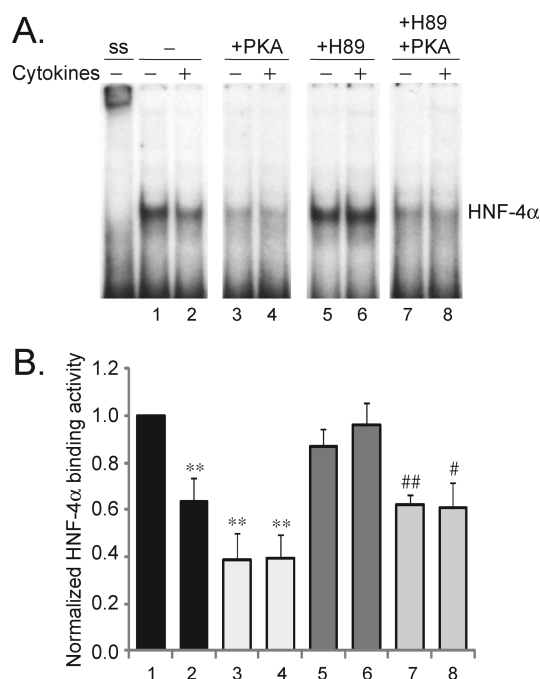 A.
+H89
ss – +PKA +H89 +PKA
Cytokines – – + – + – + – +
HNF-4α
1 2 3 4 5 6 7 8
B.
Normalized HNF-4α binding activity
1.2
1.0
0.8
0.6
0.4
0.2
0.0
** ** ** ## #
1 2 3 4 5 6 7 8